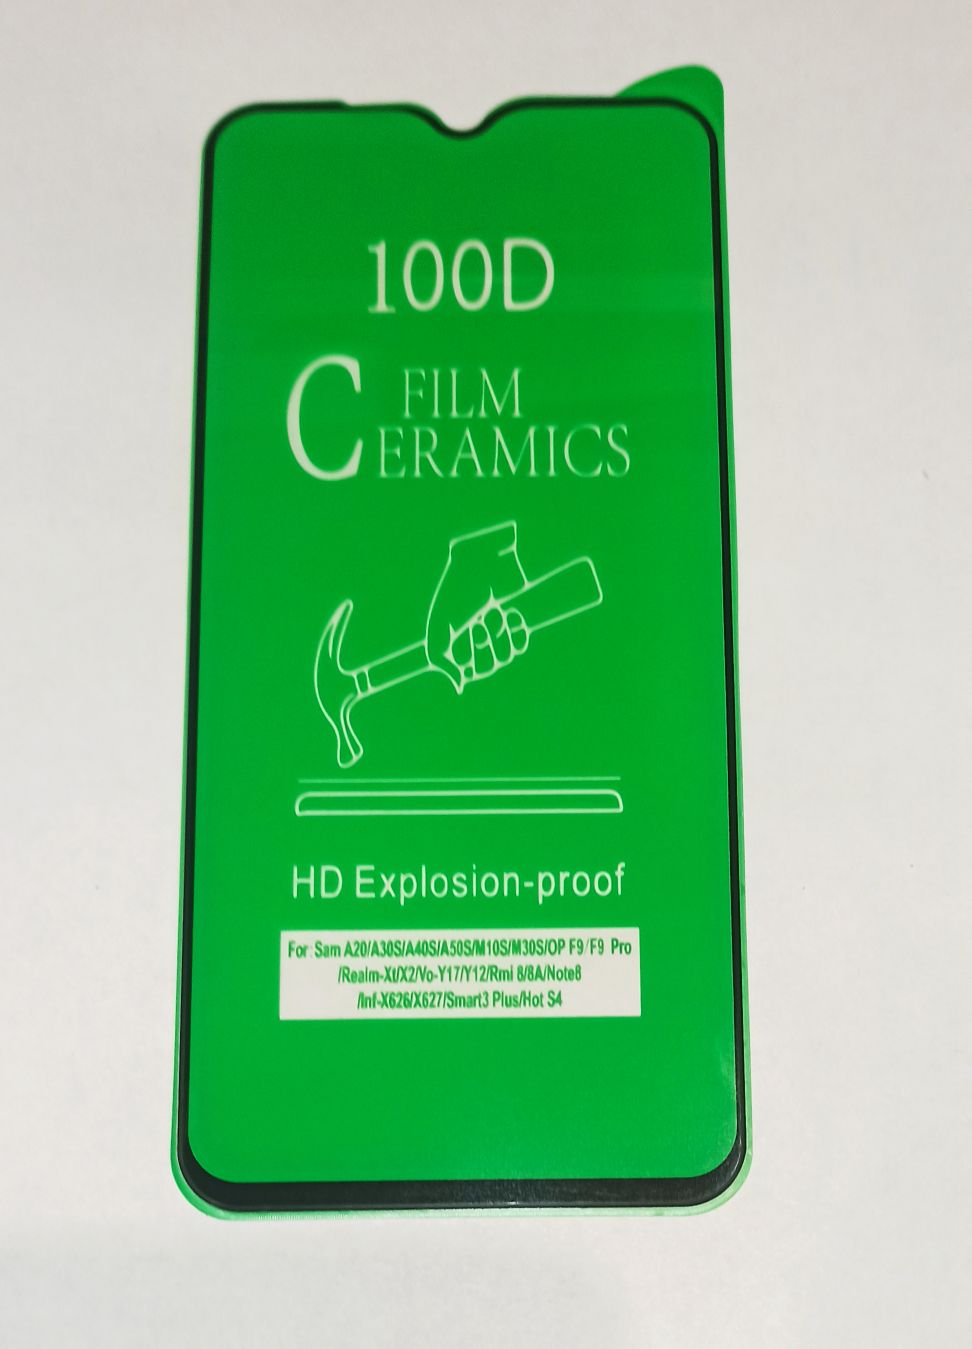 100D
FILM
CERAMICS
HD Explosion-proof
For: Sam A20/A30S/A40S/A50S/M10S/M30S/OP F9/F9 Pro
/Realm-Xt/X2/Vo-Y17/Y12/Rmi 8/8A/Note8
/Inf-X626/X627/Smart3 Plus/Hot S4